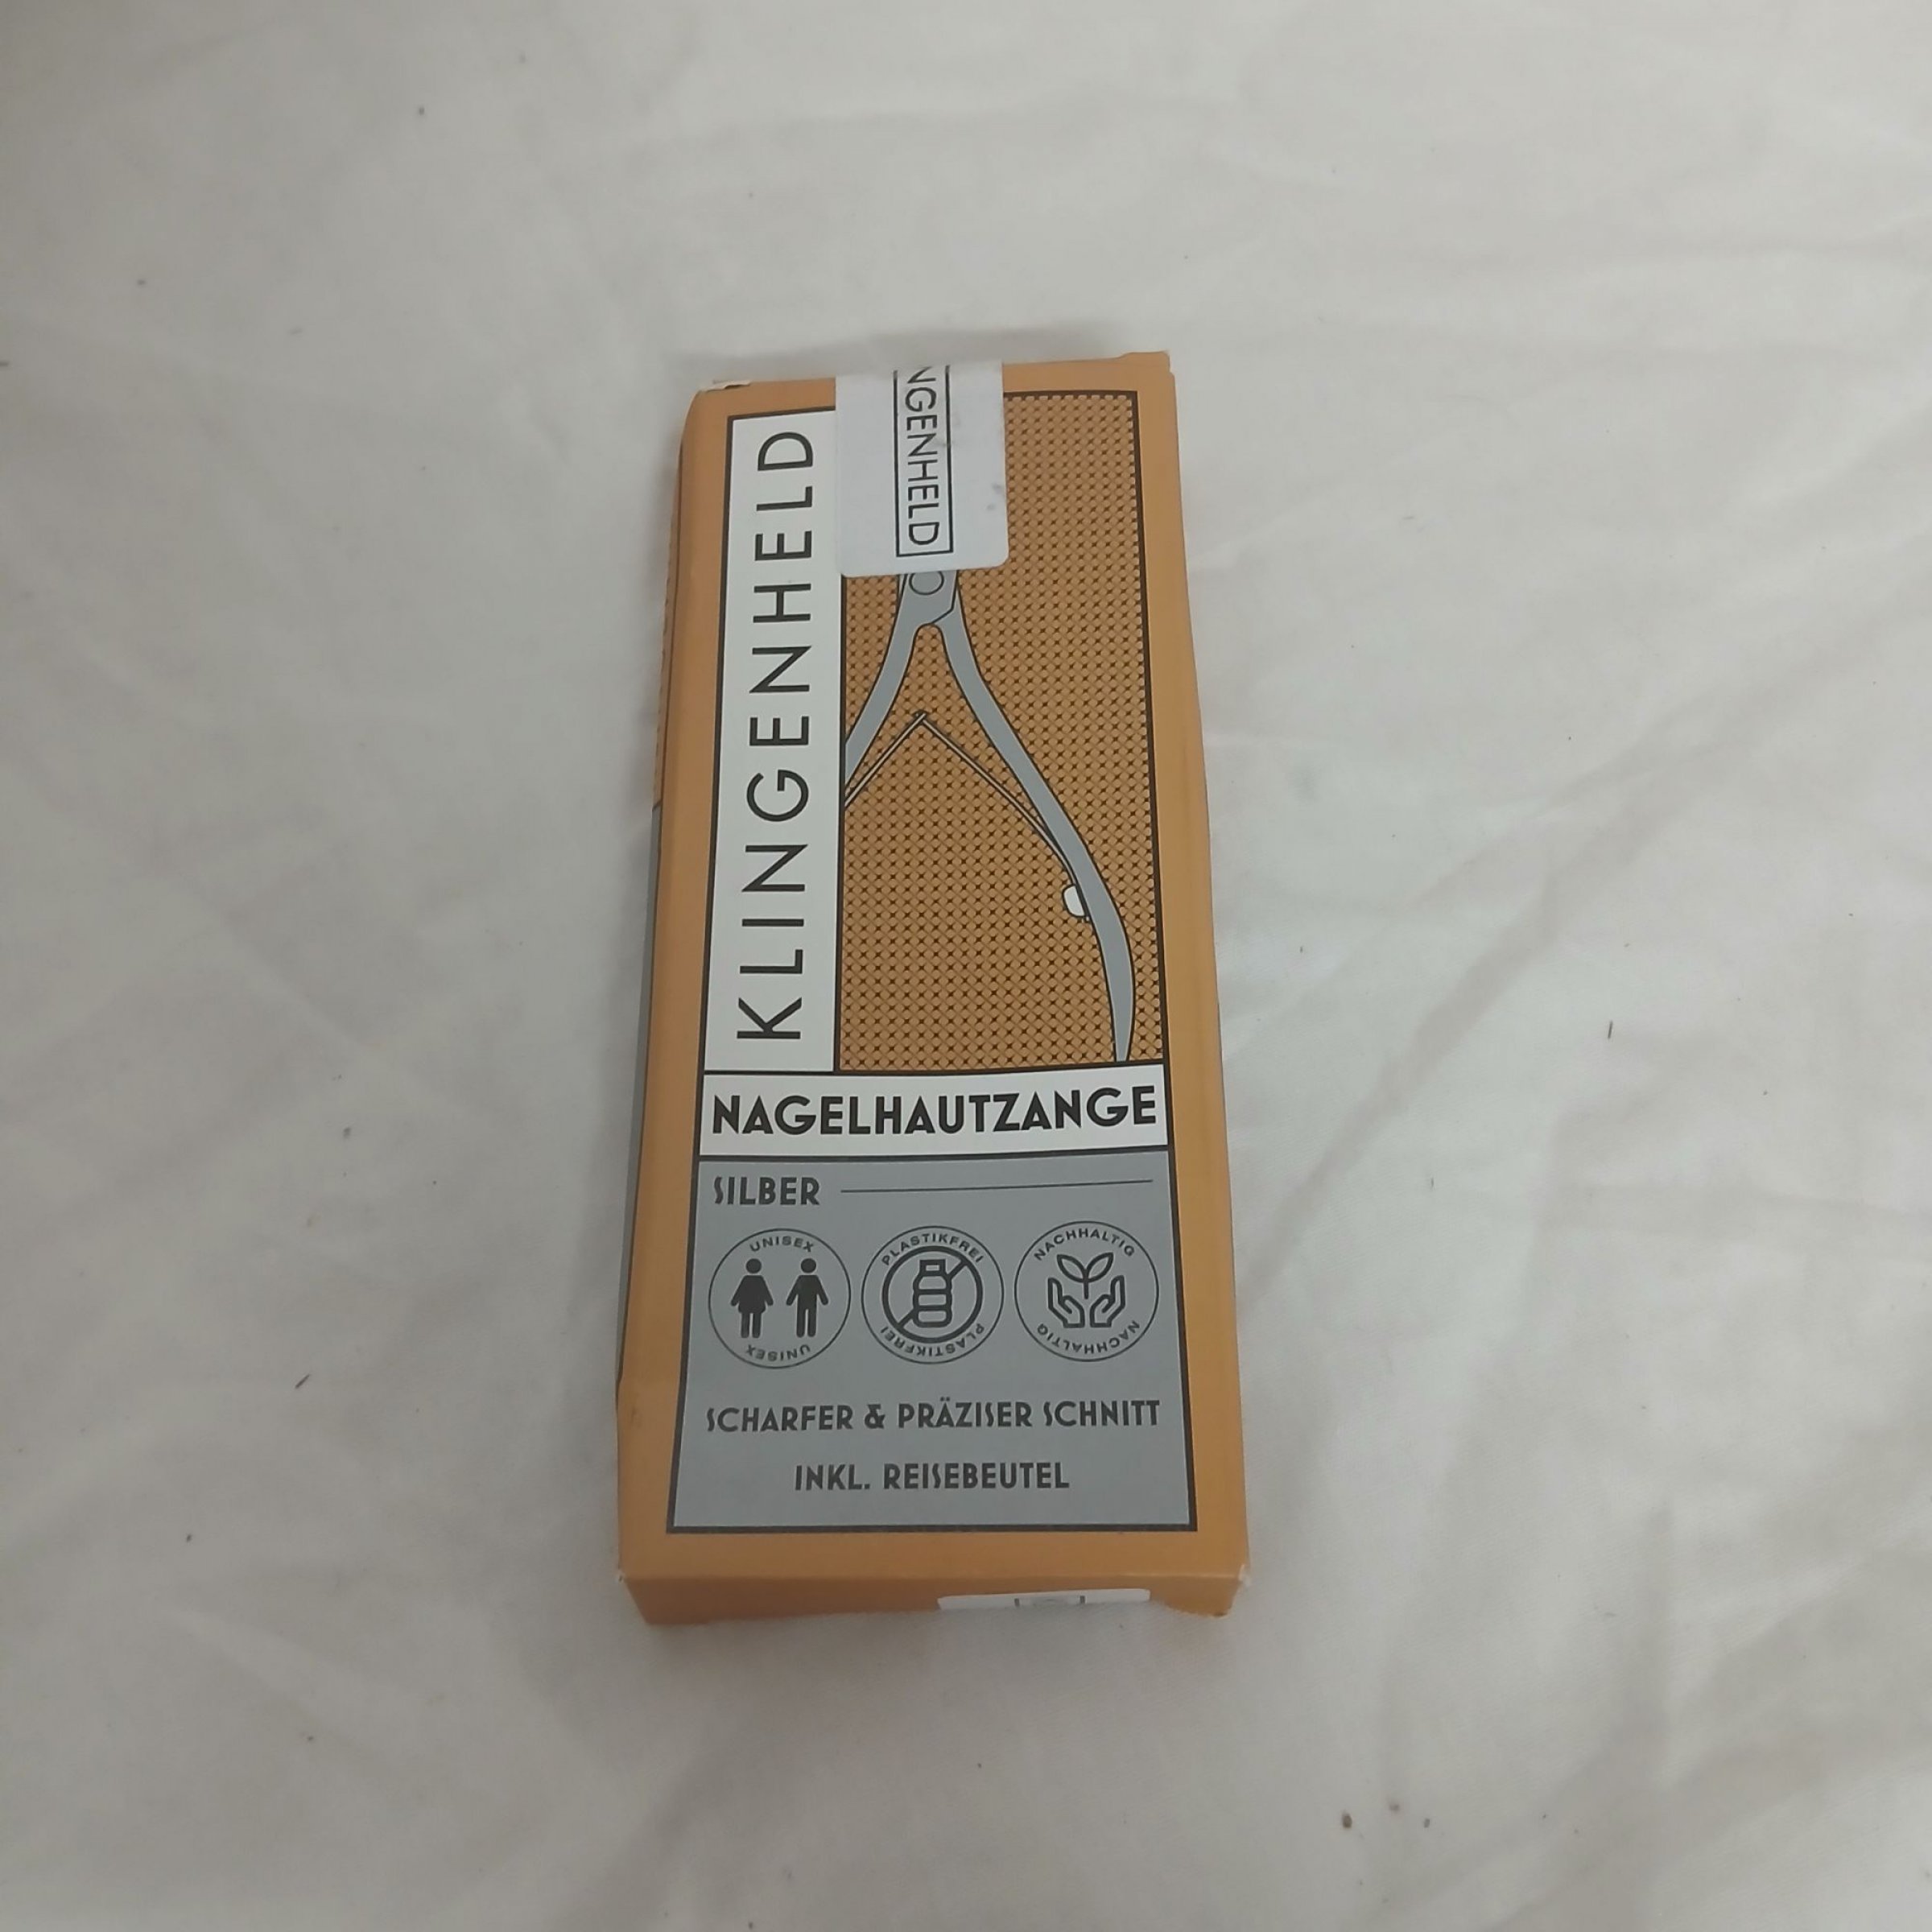 KLINGENHELD
NGENHELD
NAGELHAUTZANGE
SILBER
UNISEX
UNISEX
PLASTIKFREI
PLASTIKFREI
NACHHALTIG
NACHHALTIG
SCHARFER & PRÄZISER SCHNITT
INKL. REISEBEUTEL